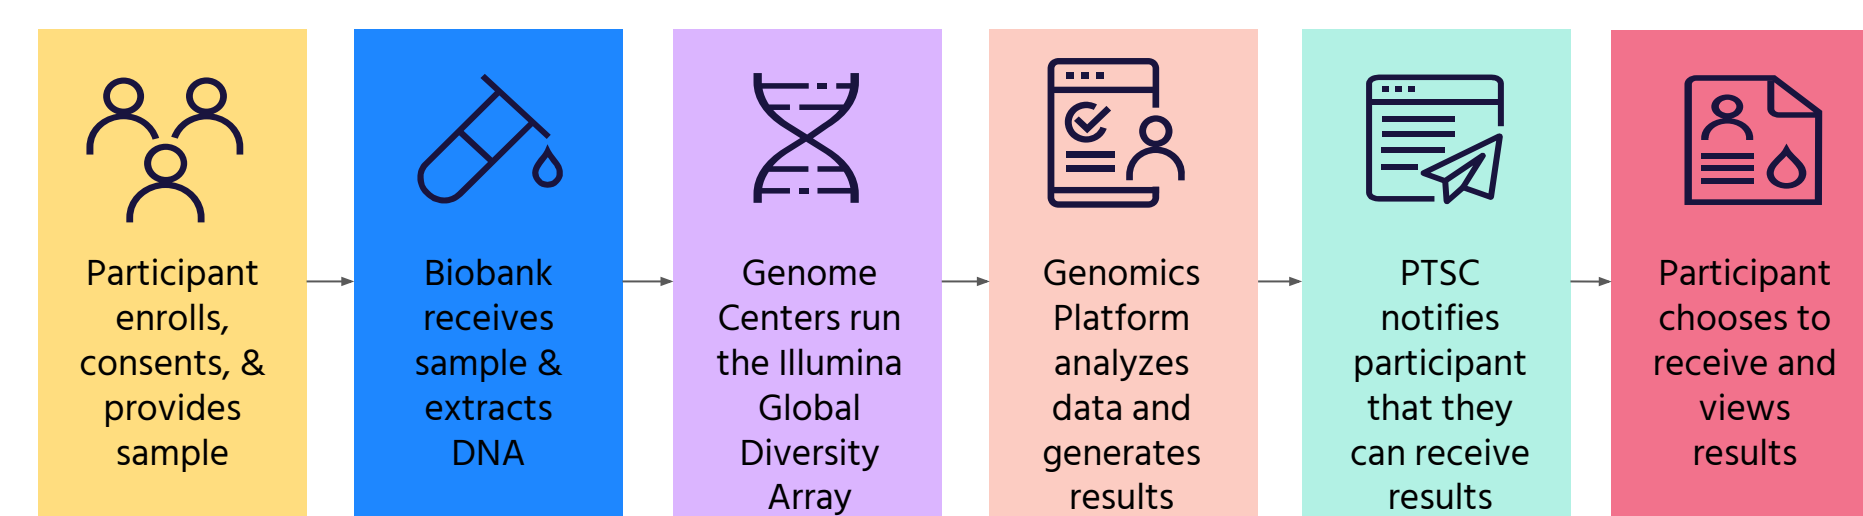 Participant
enrolls,
consents, &
provides
sample
Biobank
receives
sample &
extracts
DNA
Genome
Centers run
the Illumina
Global
Diversity
Array
Genomics
Platform
analyzes
data and
generates
results
PTSC
notifies
participant
that they
can receive
results
Participant
chooses to
receive and
views
results